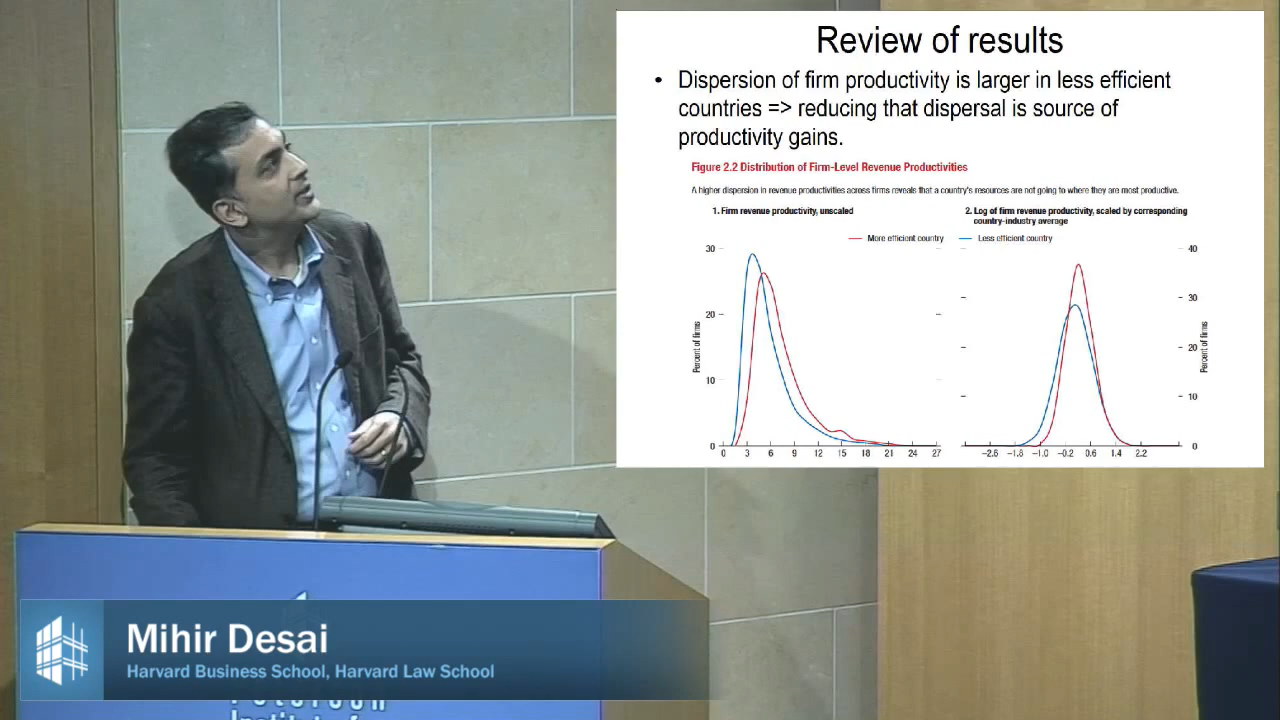 Review of results
• Dispersion of firm productivity is larger in less efficient
countries => reducing that dispersal is source of
productivity gains.
Figure 2.2 Distribution of Firm-Level Revenue Productivities
A higher dispersion in revenue productivities across firms reveals that a country's resources are not going to where they are most productive.
1. Firm revenue productivity, unscaled
2. Log of firm revenue productivity, scaled by corresponding
country-industry average
More efficient country
Less efficient country
30
20
10
0
Percent of firms
0 3 6 9 12 15 18 21 24 27
40
30
20
10
0
Percent of firms
-2.6 -1.8 -1.0 -0.2 0.6 1.4 2.2
Mihir Desai
Harvard Business School, Harvard Law School